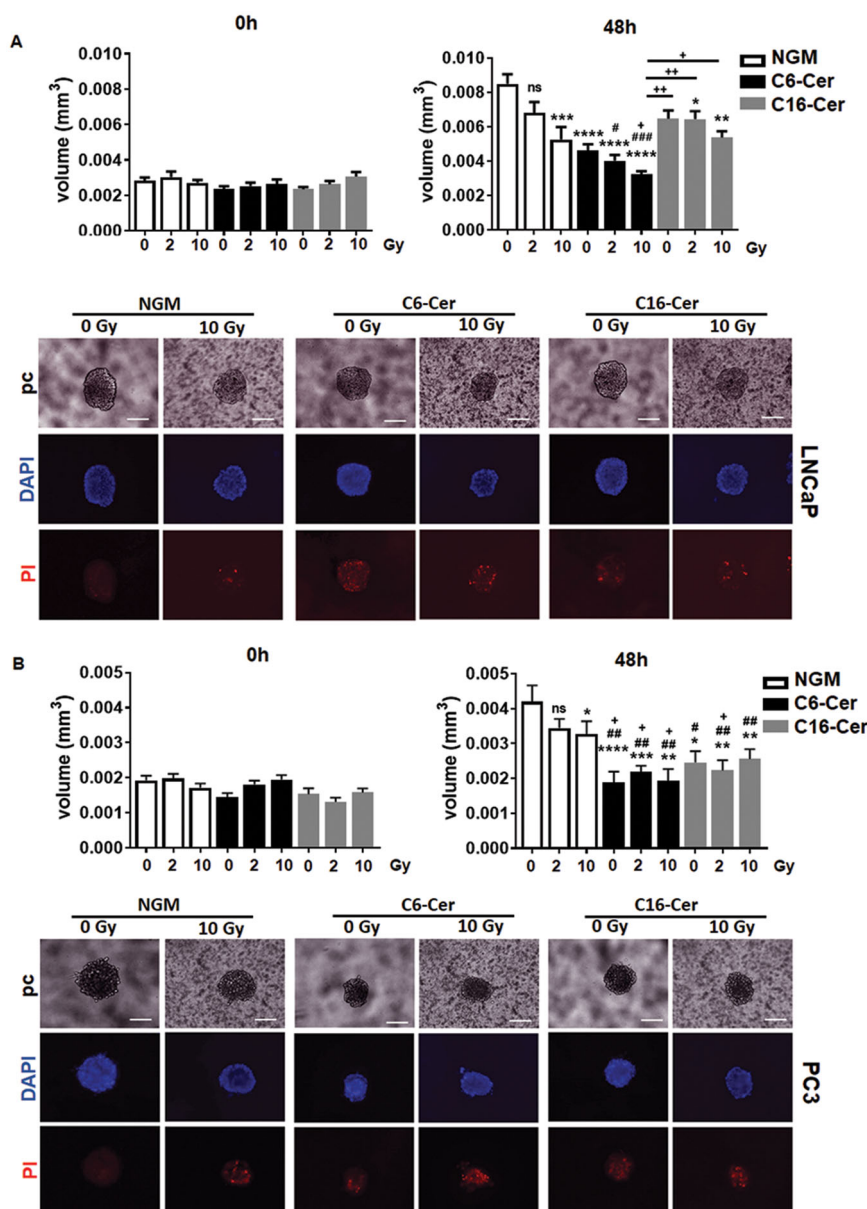 A
0h
48h
0.010
0.008
0.006
0.004
0.002
0.000
volume (mm³)
0 2 10 0 2 10 0 2 10 Gy
0.010
0.008
0.006
0.004
0.002
0.000
volume (mm³)
ns
***
****
#
****
+
###
****
++
++
+
*
**
0 2 10 0 2 10 0 2 10 Gy
NGM
C6-Cer
C16-Cer
NGM C6-Cer C16-Cer
0 Gy 10 Gy 0 Gy 10 Gy 0 Gy 10 Gy
pc
DAPI
PI
LNCaP
B
0h
48h
0.005
0.004
0.003
0.002
0.001
0.000
volume (mm³)
0 2 10 0 2 10 0 2 10 Gy
0.005
0.004
0.003
0.002
0.001
0.000
volume (mm³)
ns
*
+
##
****
+
##
***
+
##
**
#
*
+
##
**
##
**
0 2 10 0 2 10 0 2 10 Gy
NGM
C6-Cer
C16-Cer
NGM C6-Cer C16-Cer
0 Gy 10 Gy 0 Gy 10 Gy 0 Gy 10 Gy
pc
DAPI
PI
PC3